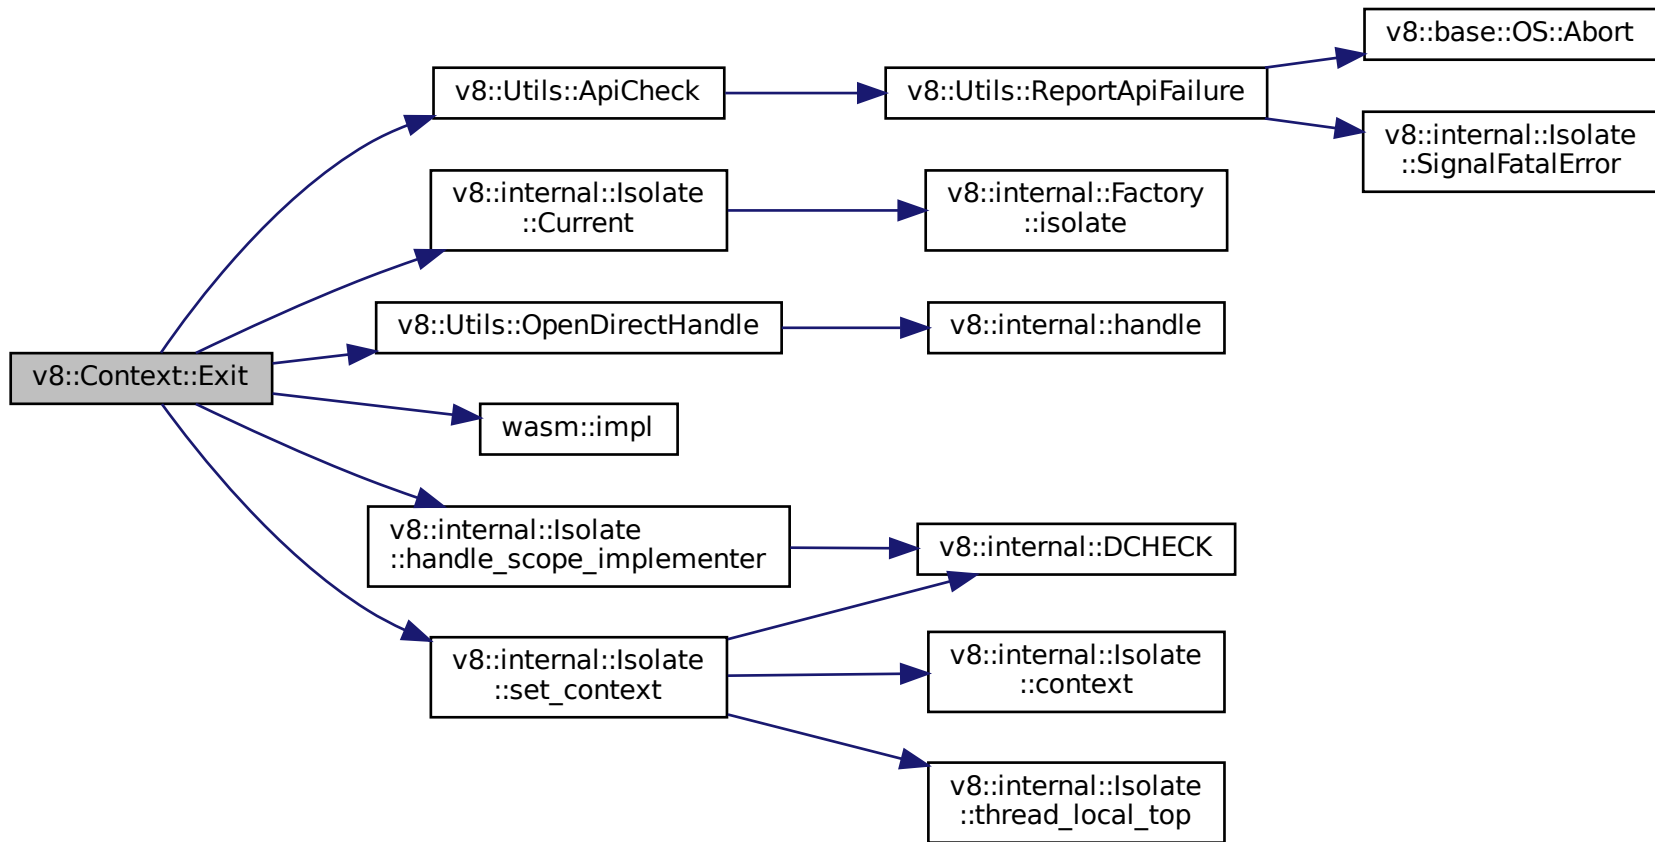 v8::Context::Exit
v8::Utils::ApiCheck
v8::Utils::ReportApiFailure
v8::base::OS::Abort
v8::internal::Isolate
::SignalFatalError
v8::internal::Isolate
::Current
v8::internal::Factory
::isolate
v8::Utils::OpenDirectHandle
v8::internal::handle
wasm::impl
v8::internal::Isolate
::handle_scope_implementer
v8::internal::DCHECK
v8::internal::Isolate
::set_context
v8::internal::Isolate
::context
v8::internal::Isolate
::thread_local_top